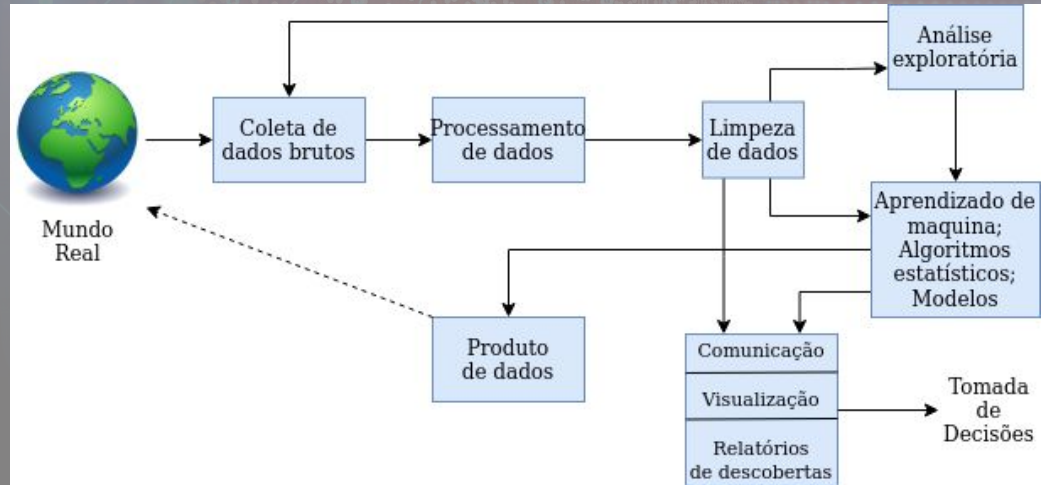 Análise
exploratória
Coleta de
dados brutos
Processamento
de dados
Limpeza
de dados
Mundo
Real
Aprendizado de
maquina;
Algoritmos
estatísticos;
Modelos
Produto
de dados
Comunicação
Visualização
Relatórios
de descobertas
Tomada
de
Decisões